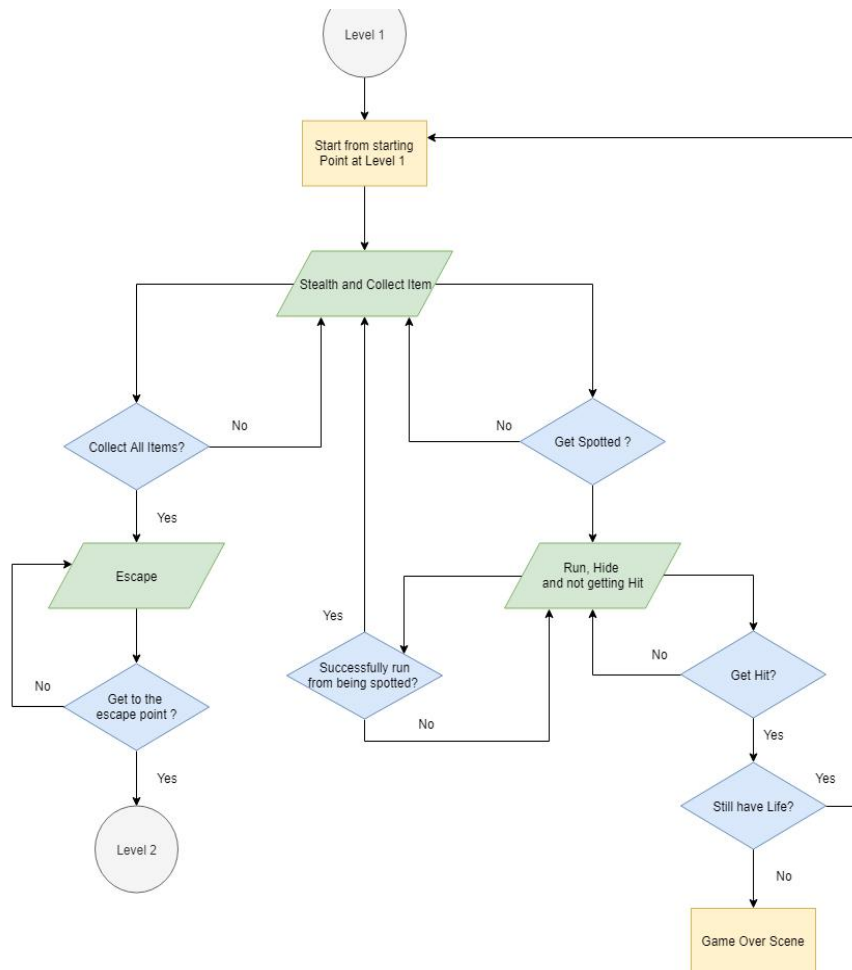 Level 1
Start from starting
Point at Level 1
Stealth and Collect Item
No
No
Collect All Items?
Get Spotted ?
Yes
Escape
Run, Hide
and not getting Hit
Yes
No
Successfully run
from being spotted?
Get Hit?
No
Get to the
escape point ?
No
Yes
Yes
Yes
Still have Life?
Level 2
No
Game Over Scene